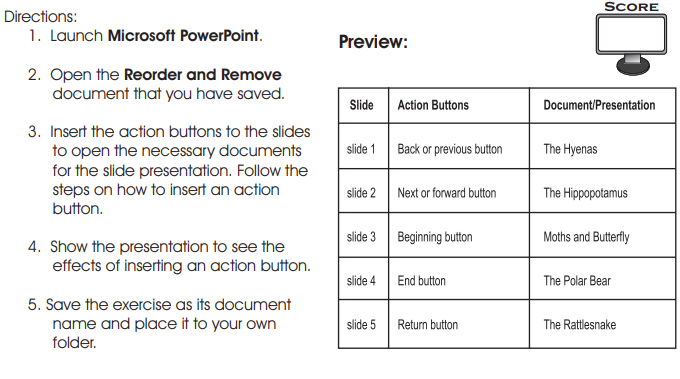 Directions:
1. Launch Microsoft PowerPoint.
2. Open the Reorder and Remove
document that you have saved.
3. Insert the action buttons to the slides
to open the necessary documents
for the slide presentation. Follow the
steps on how to insert an action
button.
4. Show the presentation to see the
effects of inserting an action button.
5. Save the exercise as its document
name and place it to your own
folder.
SCORE
Preview:
Slide Action Buttons Document/Presentation
slide 1 Back or previous button The Hyenas
slide 2 Next or forward button The Hippopotamus
slide 3 Beginning button Moths and Butterfly
slide 4 End button The Polar Bear
slide 5 Return button The Rattlesnake